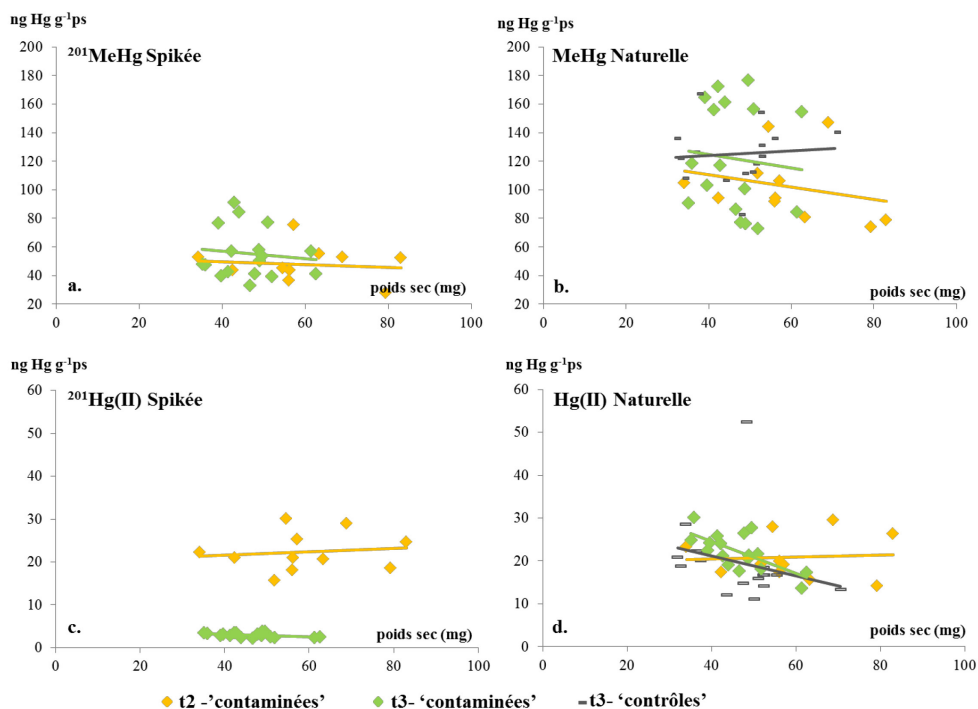 ng Hg g⁻¹ps
²⁰¹MeHg Spikée
200
180
160
140
120
100
80
60
40
20
a.
poids sec (mg)
0 20 40 60 80 100
ng Hg g⁻¹ps
MeHg Naturelle
200
180
160
140
120
100
80
60
40
20
b.
poids sec (mg)
0 20 40 60 80 100
ng Hg g⁻¹ps
²⁰¹Hg(II) Spikée
60
50
40
30
20
10
0
c.
poids sec (mg)
0 20 40 60 80 100
ng Hg g⁻¹ps
Hg(II) Naturelle
60
50
40
30
20
10
0
d.
poids sec (mg)
0 20 40 60 80 100
t2 -’contaminées’ t3- ‘contaminées’ t3- ‘contrôles’